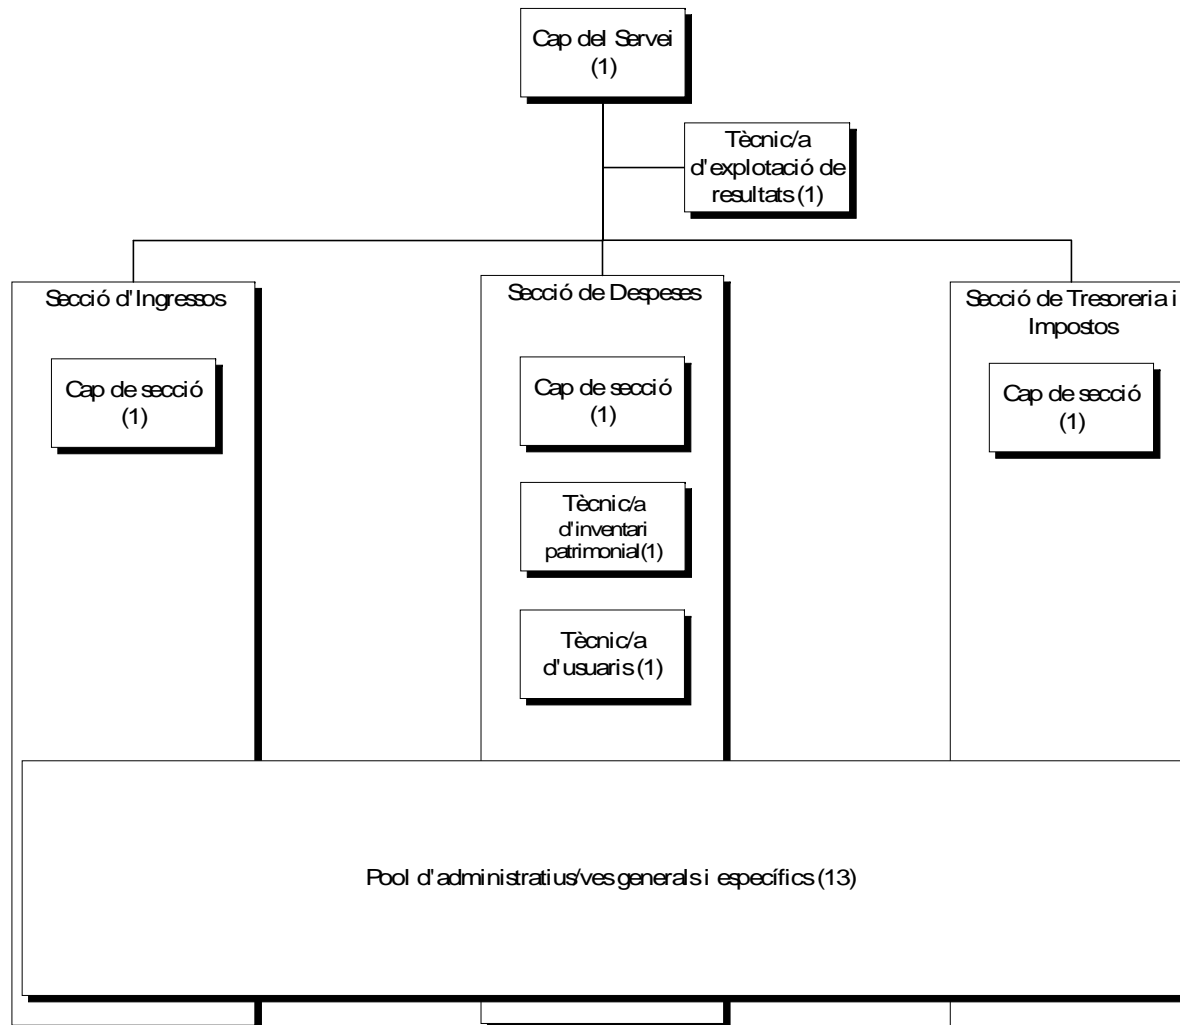 Cap del Servei
(1)
Tècnic/a
d'explotació de
resultats (1)
Secció d'Ingressos
Cap de secció
(1)
Secció de Despeses
Cap de secció
(1)
Tècnic/a
d'inventari
patrimonial (1)
Tècnic/a
d'usuaris (1)
Secció de Tresoreria i
Impostos
Cap de secció
(1)
Pool d'administratius/ves generals i específics (13)